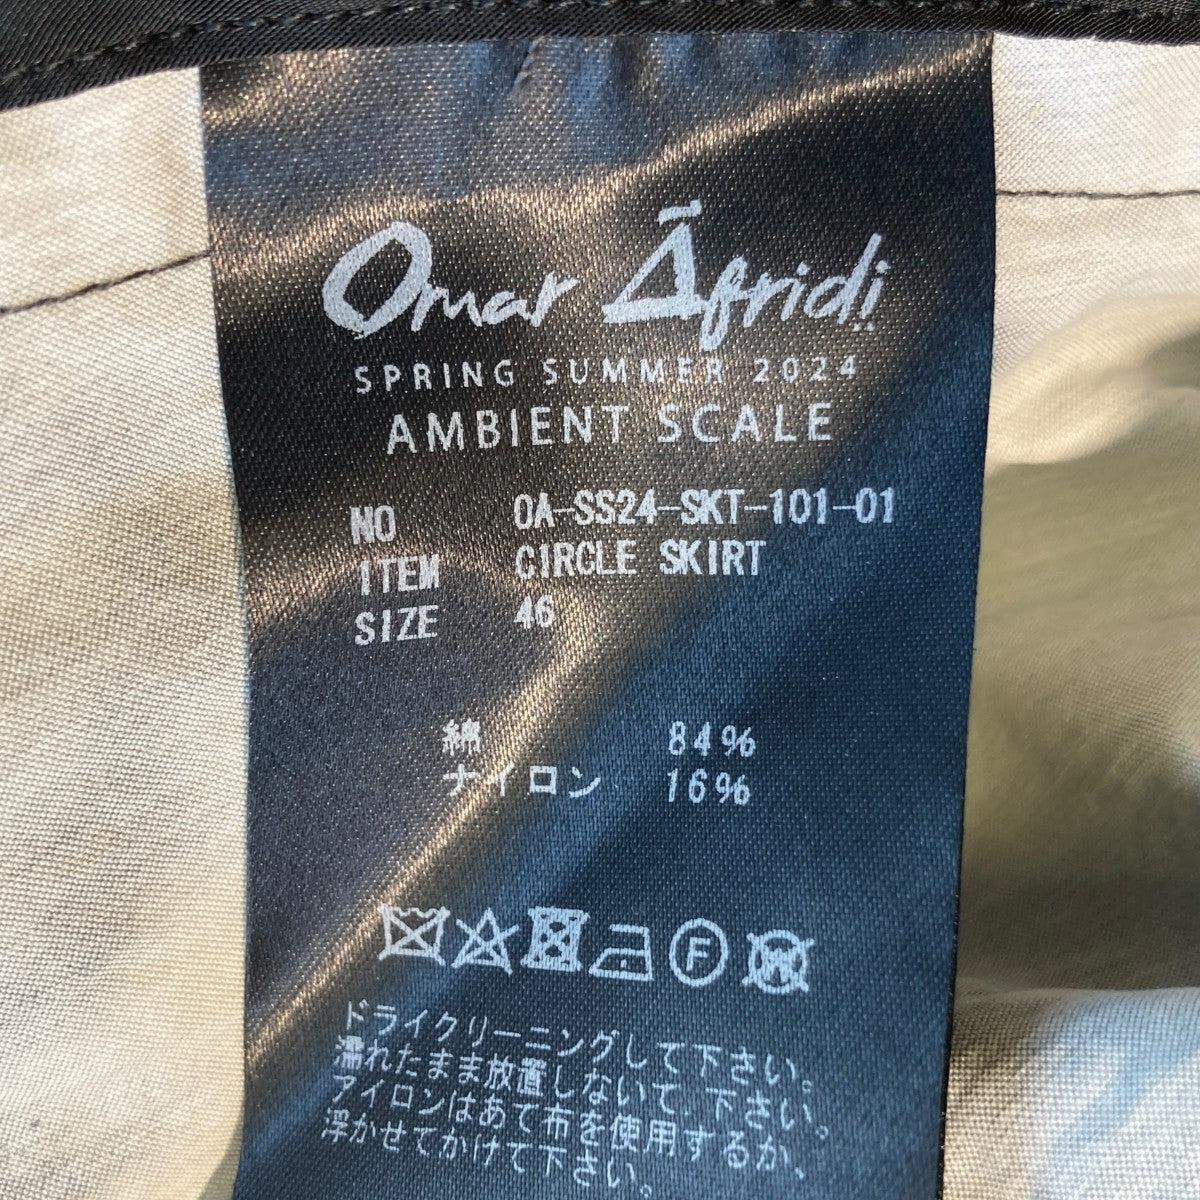 Omar Āfridi
SPRING SUMMER 2024
AMBIENT SCALE
NO OA-SS24-SKT-101-01
ITEM CIRCLE SKIRT
SIZE 46
綿 84%
ナイロン 16%
F
W
ドライクリーニングして下さい。
濡れたまま放置しないで、下さい。
アイロンはあて布を使用するか、
浮かせてかけて下さい。